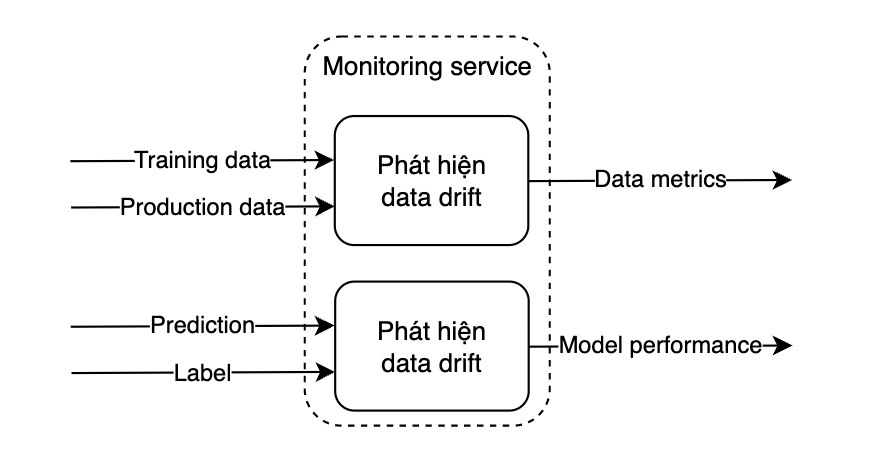 Monitoring service
Training data
Production data
Phát hiện
data drift
Data metrics
Prediction
Label
Phát hiện
data drift
Model performance